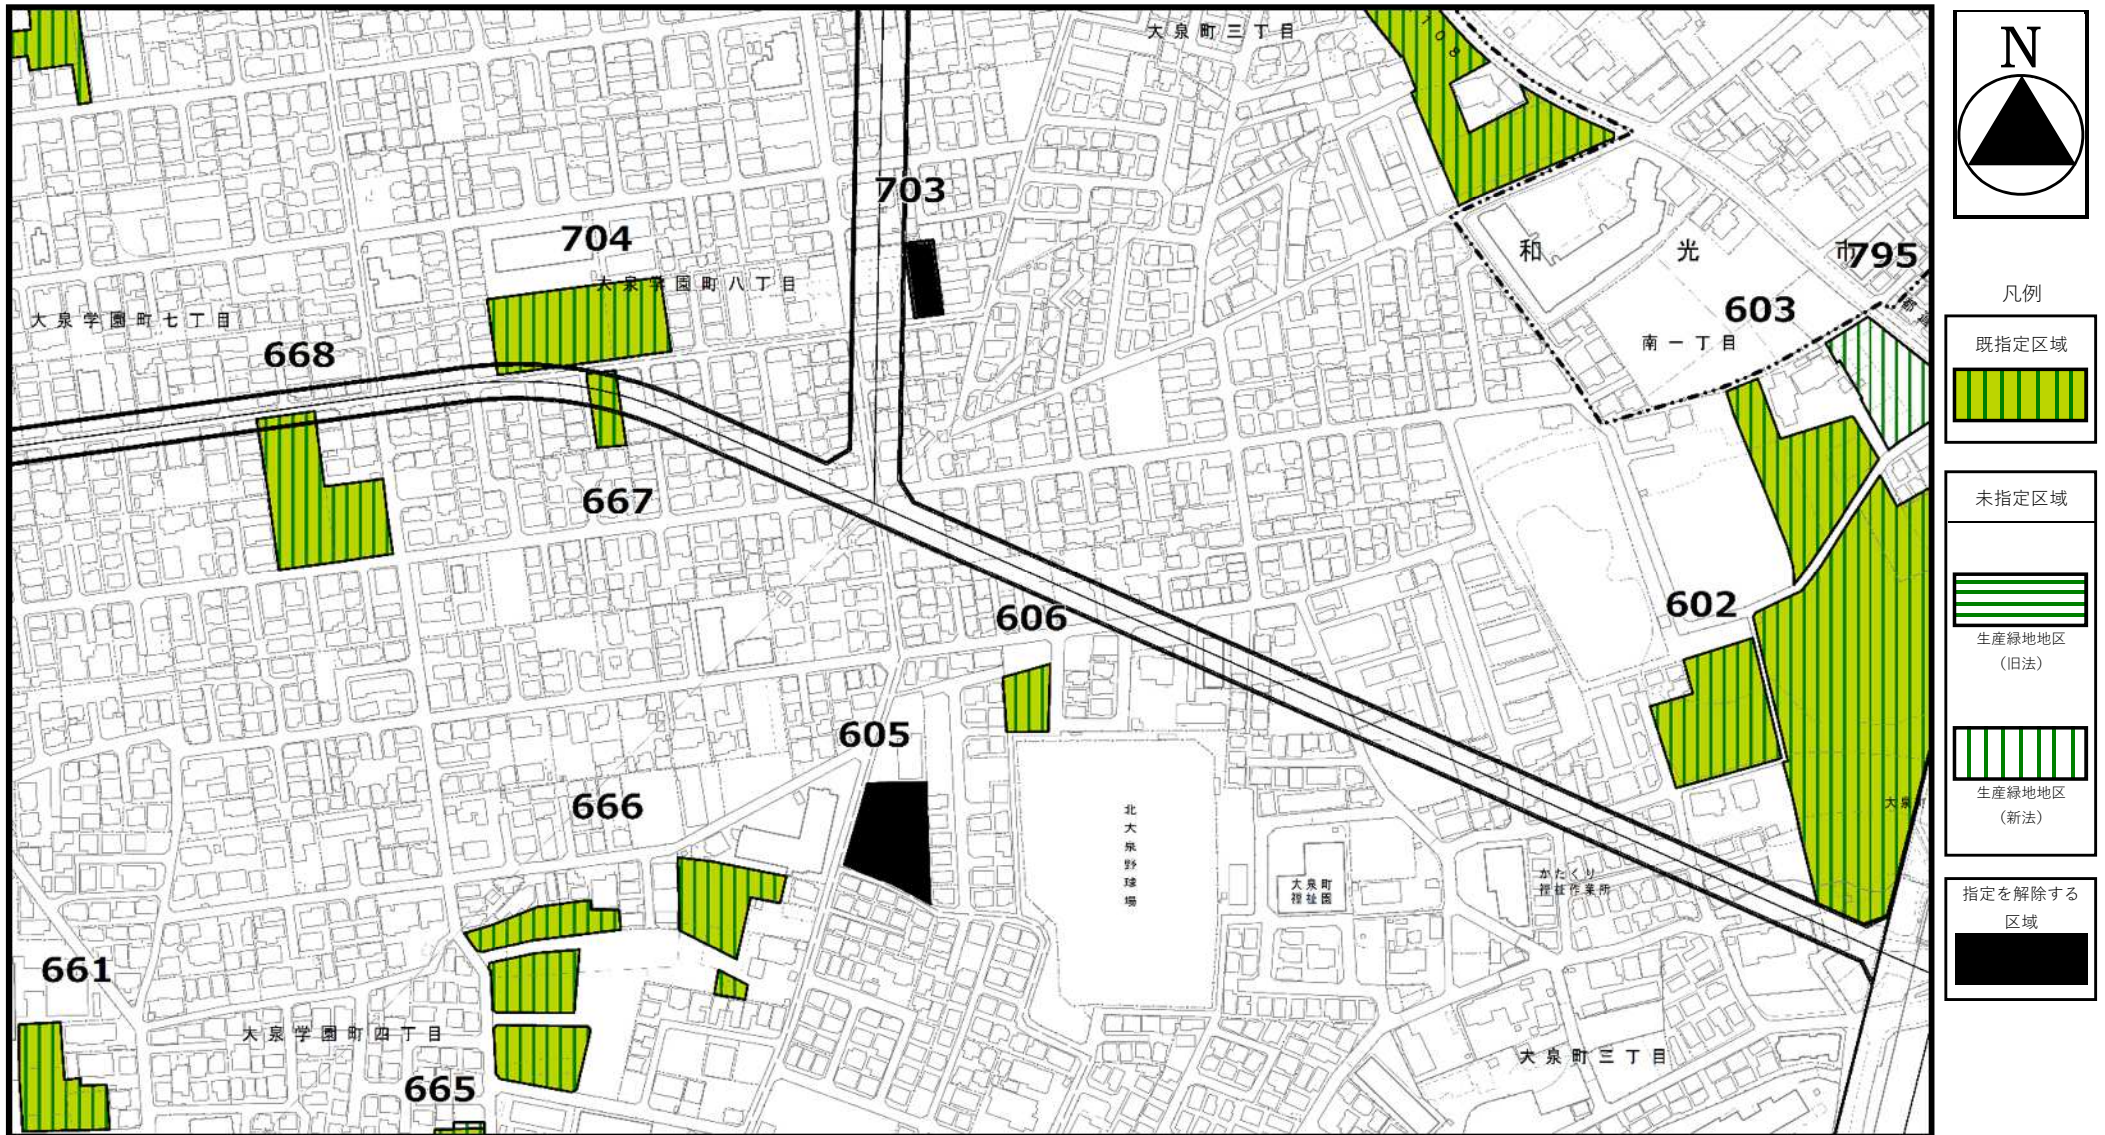 大泉町三丁目
108
N
703
704
和光市
795
大泉学園町八丁目
凡例
603
大泉学園町七丁目
南一丁目
既指定区域
668
667
未指定区域
606
602
生産緑地地区
(旧法)
605
666
生産緑地地区
(新法)
北大泉野球場
大泉町
福祉園
かたくり
福祉作業所
指定を解除する
区域
661
大泉学園町四丁目
大泉町三丁目
665